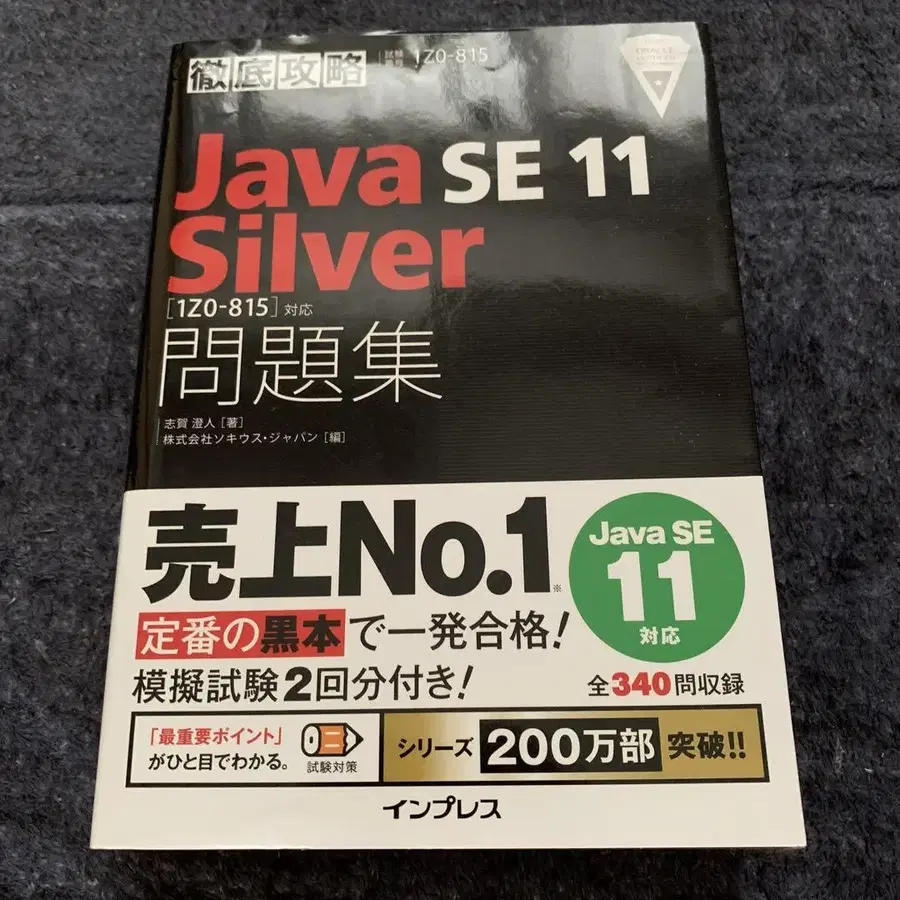 徹底攻略 試験番号 1Z0-815
Java SE 11
Silver
[1Z0-815] 対応
問題集
志賀 澄人 [著]
株式会社ソキウス・ジャパン [編]
売上No.1※
定番の黒本で一発合格!
模擬試験2回分付き!
Java SE
11
対応
全340問収録
「最重要ポイント」
がひと目でわかる。
試験対策
シリーズ 200万部 突破!!
インプレス